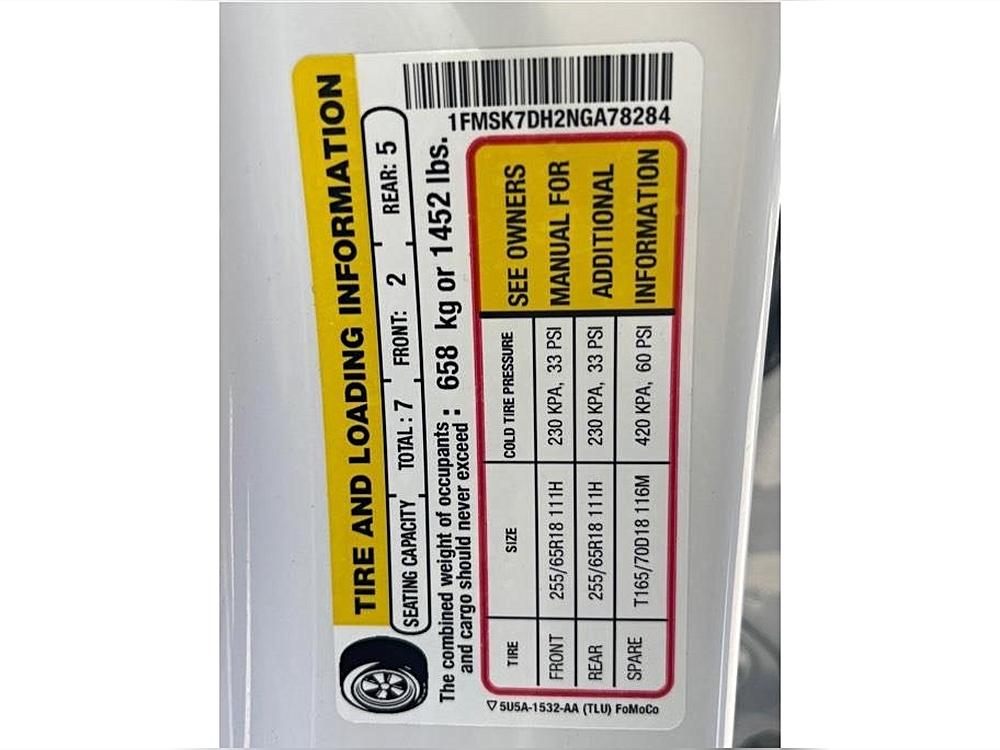 TIRE AND LOADING INFORMATION
SEATING CAPACITY TOTAL : 7 FRONT: 2 REAR: 5
The combined weight of occupants
and cargo should never exceed : 658 kg or 1452 lbs.
1FMSK7DH2NGA78284
TIRE SIZE COLD TIRE PRESSURE
FRONT 255/65R18 111H 230 KPA, 33 PSI
REAR 255/65R18 111H 230 KPA, 33 PSI
SPARE T165/70D18 116M 420 KPA, 60 PSI
SEE OWNERS
MANUAL FOR
ADDITIONAL
INFORMATION
5U5A-1532-AA (TLU) FoMoCo